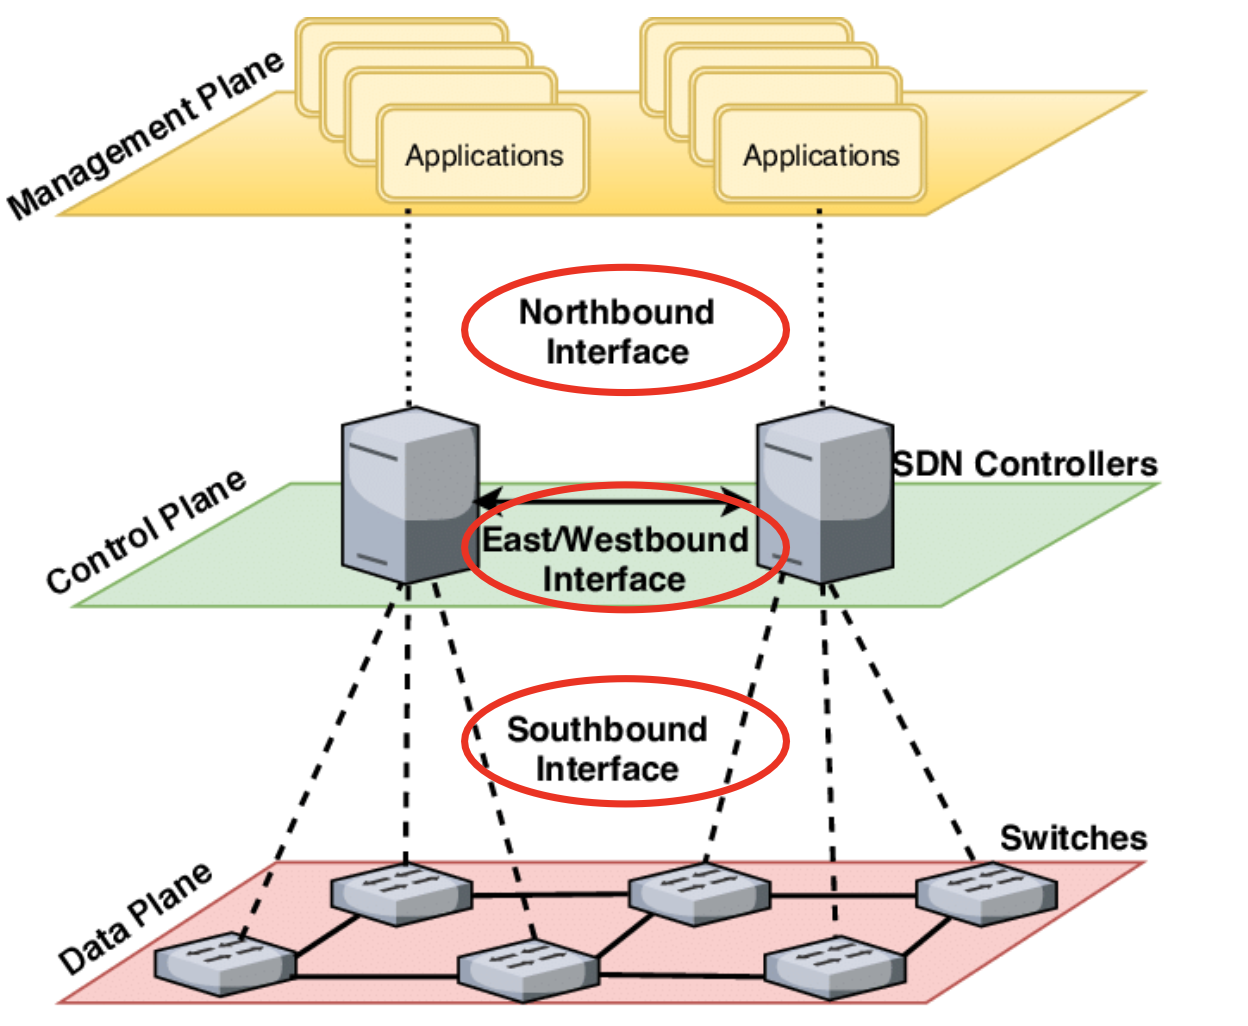 Management Plane
Applications
Applications
Northbound
Interface
SDN Controllers
Control Plane
East/Westbound
Interface
Southbound
Interface
Switches
Data Plane